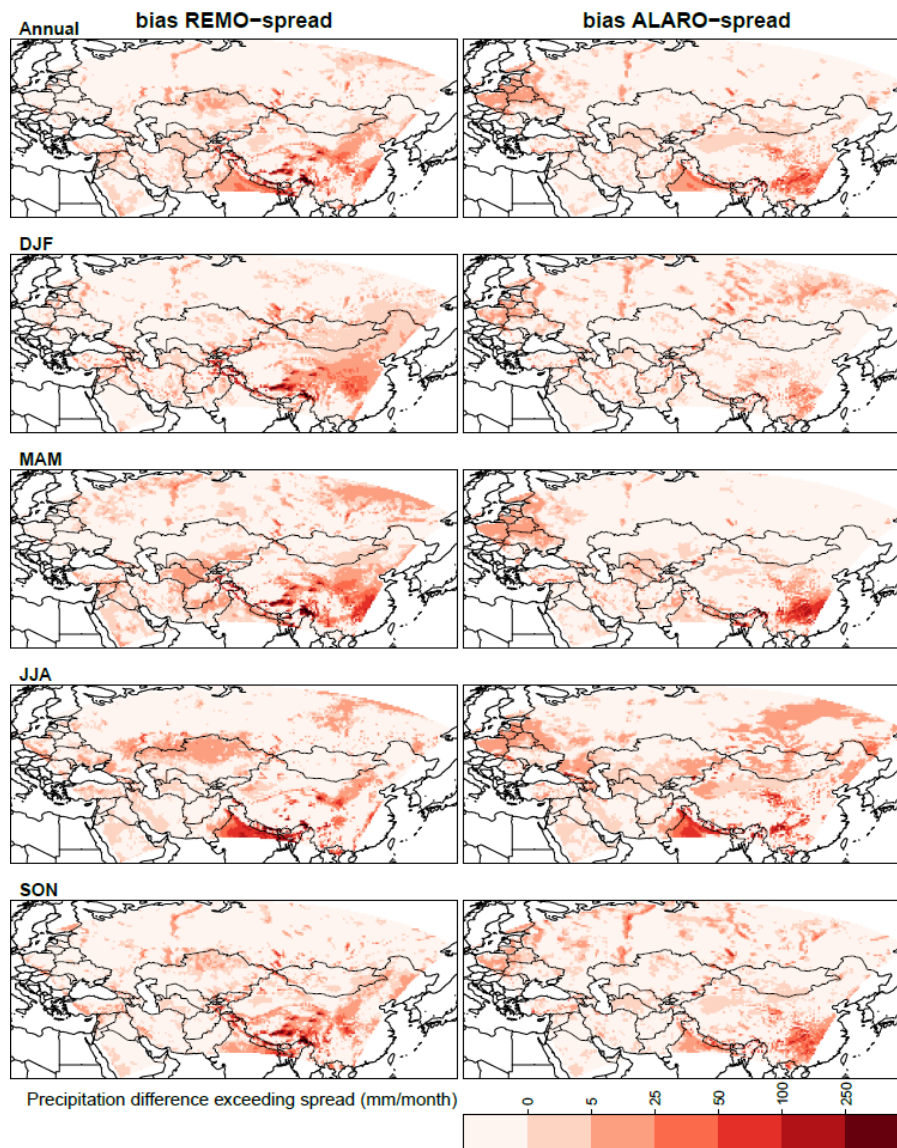 bias REMO−spread
bias ALARO−spread
Annual
DJF
MAM
JJA
SON
Precipitation difference exceeding spread (mm/month)
0 5 25 50 100 250